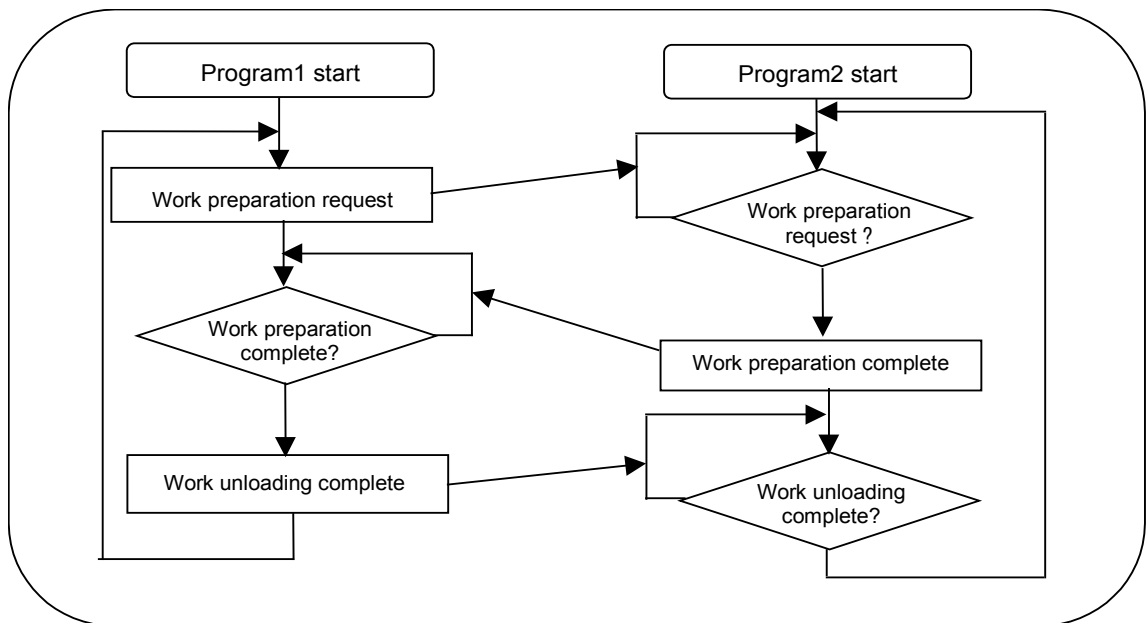 Program1 start
Work preparation request
Work preparation
complete?
Work unloading complete
Program2 start
Work preparation
request ?
Work preparation complete
Work unloading
complete?